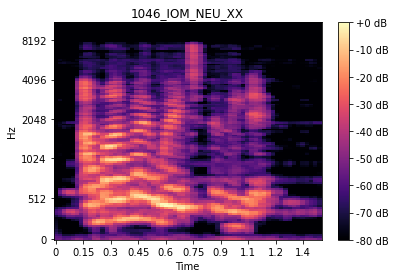 1046_IOM_NEU_XX
Hz
8192
4096
2048
1024
512
0
0 0.15 0.3 0.45 0.6 0.75 0.9 1.1 1.2 1.4
Time
+0 dB
-10 dB
-20 dB
-30 dB
-40 dB
-50 dB
-60 dB
-70 dB
-80 dB